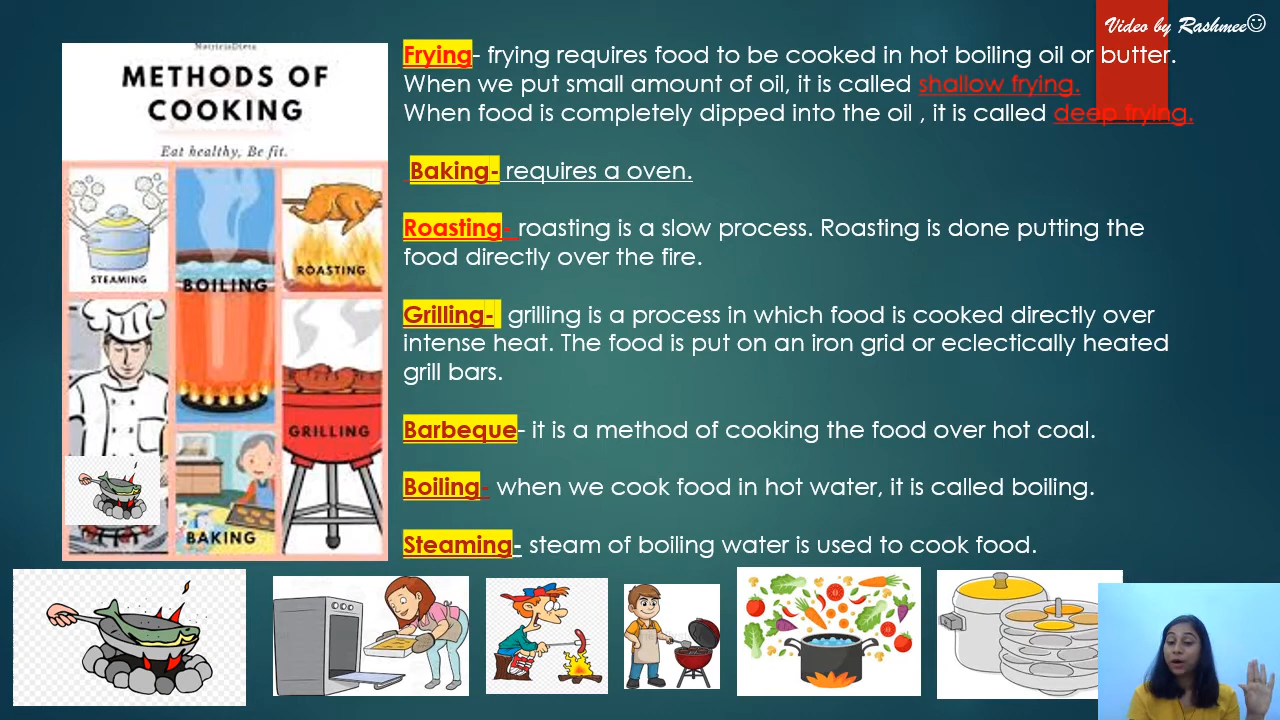 Video by Rashmee☺
NutricioDieta
METHODS OF
COOKING
Eat healthy, Be fit.
STEAMING
BOILING
ROASTING
GRILLING
BAKING
Frying- frying requires food to be cooked in hot boiling oil or butter.
When we put small amount of oil, it is called shallow frying.
When food is completely dipped into the oil , it is called deep frying.
Baking- requires a oven.
Roasting- roasting is a slow process. Roasting is done putting the
food directly over the fire.
Grilling- grilling is a process in which food is cooked directly over
intense heat. The food is put on an iron grid or eclectically heated
grill bars.
Barbeque- it is a method of cooking the food over hot coal.
Boiling- when we cook food in hot water, it is called boiling.
Steaming- steam of boiling water is used to cook food.